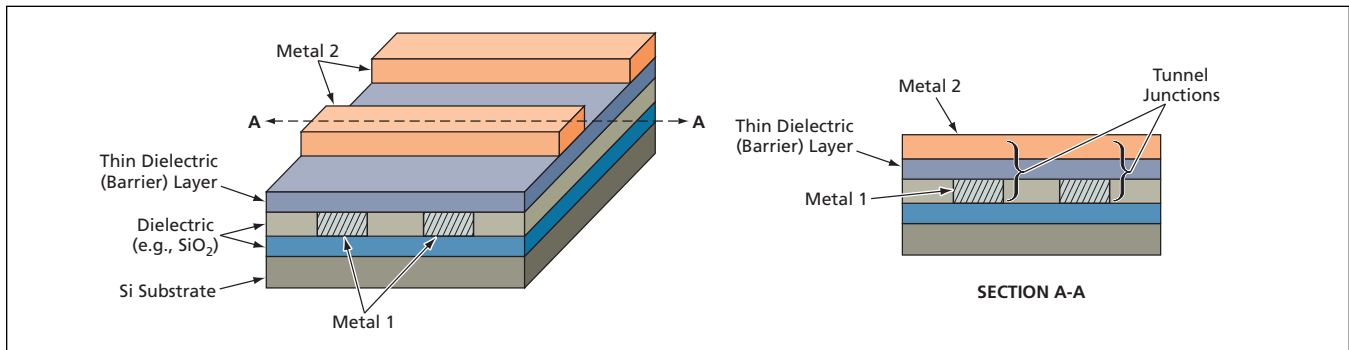 Metal 2
A
A
Thin Dielectric
(Barrier) Layer
Dielectric
(e.g., SiO₂)
Si Substrate
Metal 1
Metal 2
Tunnel
Junctions
Thin Dielectric
(Barrier) Layer
Metal 1
SECTION A-A